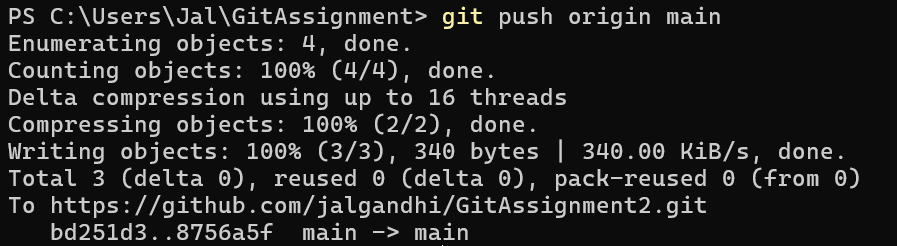 PS C:\Users\Jal\GitAssignment> git push origin main
Enumerating objects: 4, done.
Counting objects: 100% (4/4), done.
Delta compression using up to 16 threads
Compressing objects: 100% (2/2), done.
Writing objects: 100% (3/3), 340 bytes | 340.00 KiB/s, done.
Total 3 (delta 0), reused 0 (delta 0), pack-reused 0 (from 0)
To https://github.com/jalgandhi/GitAssignment2.git
   bd251d3..8756a5f  main -> main